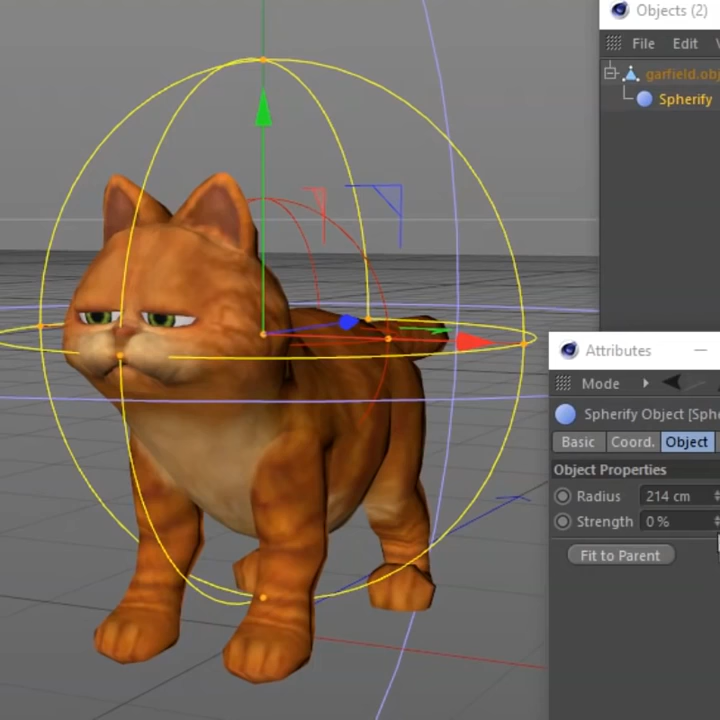 Objects (2)
File Edit
garfield.obj
Spherify
Attributes
Mode
Spherify Object [Sphe
Basic Coord. Object
Object Properties
Radius 214 cm
Strength 0 %
Fit to Parent